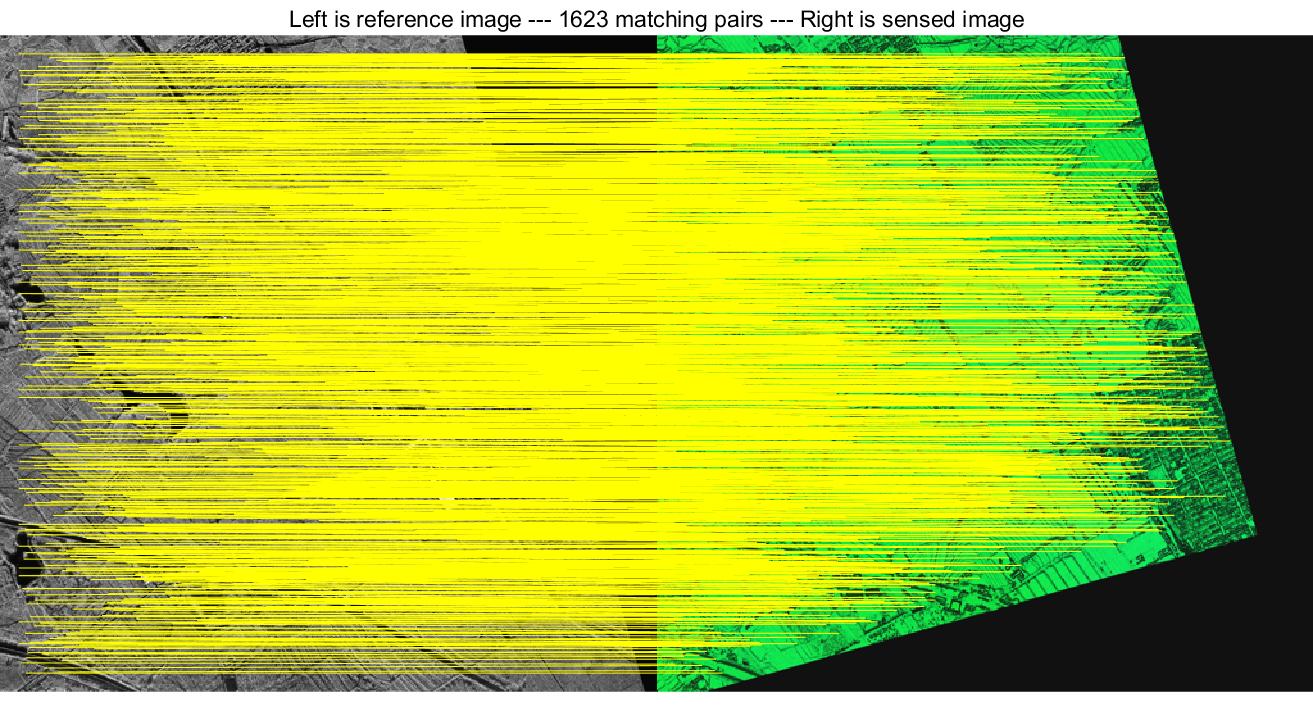 Left is reference image --- 1623 matching pairs --- Right is sensed image